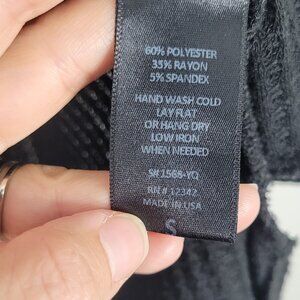 60% POLYESTER
35% RAYON
5% SPANDEX
HAND WASH COLD
LAY FLAT
OR HANG DRY
LOW IRON
WHEN NEEDED
S# 1568-YQ
RN # 12342
MADE IN USA
S